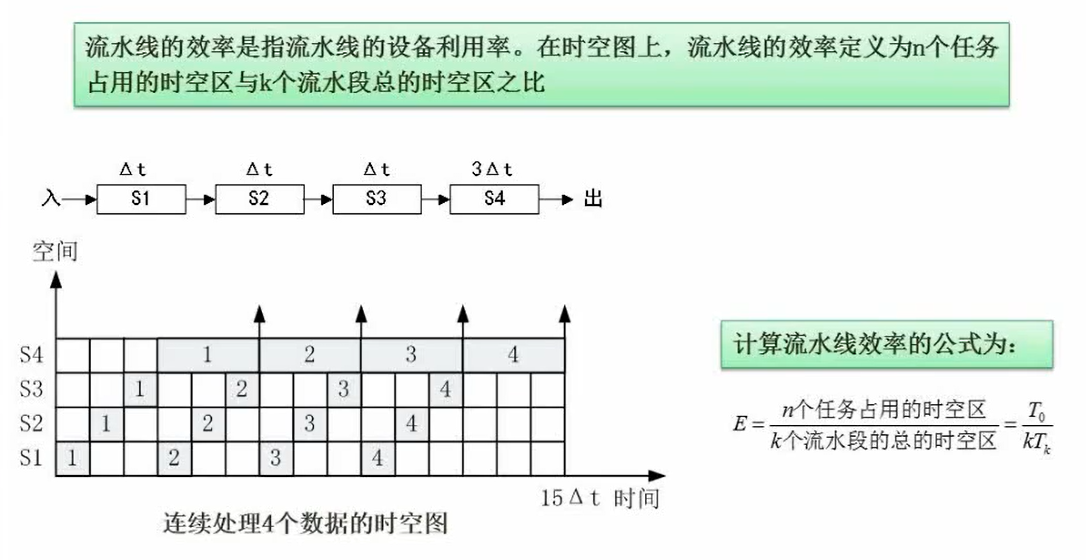 流水线的效率是指流水线的设备利用率。在时空图上，流水线的效率定义为n个任务
占用的时空区与k个流水段总的时空区之比
Δt Δt Δt 3Δt
入 S1 S2 S3 S4 出
空间
S4 1 2 3 4
S3 1 2 3 4
S2 1 2 3 4
S1 1 2 3 4
15Δt 时间
连续处理4个数据的时空图
计算流水线效率的公式为：
E = n个任务占用的时空区 / k个流水段的总的时空区 = T₀ / kTₖ